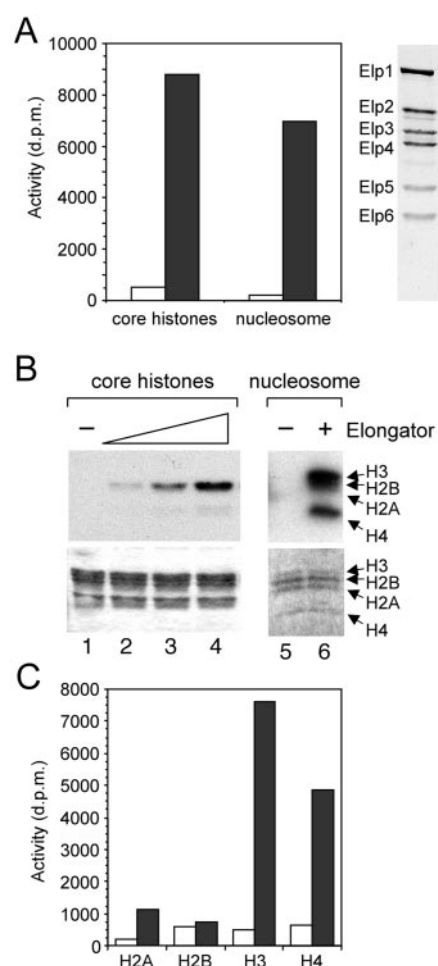 A
10000
8000
6000
4000
2000
0
Activity (d.p.m.)
core histones nucleosome
Elp1
Elp2
Elp3
Elp4
Elp5
Elp6
B
core histones nucleosome
− − + Elongator
H3
H2B
H2A
H4
H3
H2B
H2A
H4
1 2 3 4 5 6
C
8000
7000
6000
5000
4000
3000
2000
1000
0
Activity (d.p.m.)
H2A H2B H3 H4